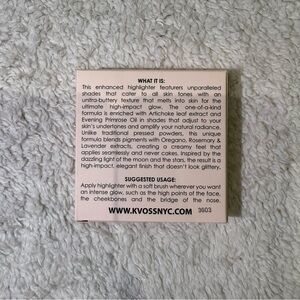 WHAT IT IS:
This enhanced highlighter featurers unparalleled
shades that cater to all skin tones with an
unltra-buttery texture that melts into skin for the
ultimate high-impact glow. The one-of-a-kind
formula is enriched with Artichoke leaf extract and
Evening Primrose Oil in shades that adjust to your
skin's undertones and amplify your natural radiance.
Unlike traditional pressed powders, this unique
formula blends pigments with Oregano, Rosemary &
Lavender extracts, creating a creamy feel that
applies seamlessly and never cakes. Inspired by the
dazzling light of the moon and the stars, the result is a
high-impact, elegant finish that doesn't look glittery.
SUGGESTED USAGE:
Apply highlighter with a soft brush wherever you want
an intense glow, such as the high points of the face,
the cheekbones and the bridge of the nose.
WWW.KVOSSNYC.COM 3603